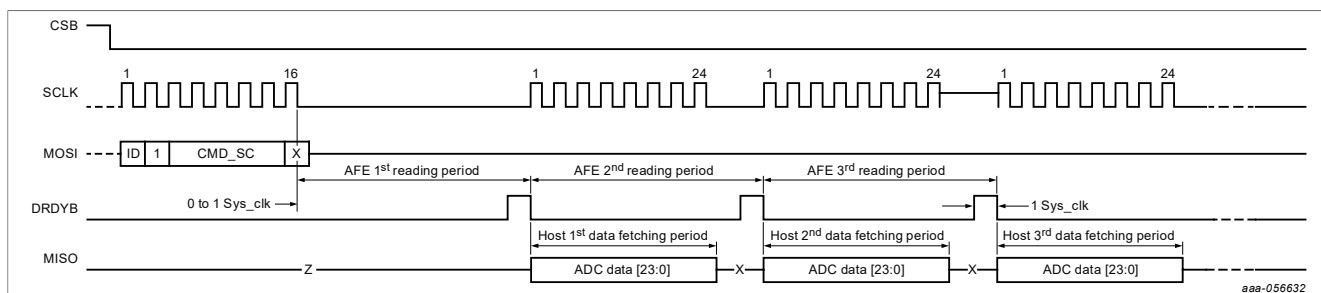 CSB
1 16 1 24 1 24 1 24
SCLK
MOSI ID 1 CMD_SC X
AFE 1st reading period AFE 2nd reading period AFE 3rd reading period
0 to 1 Sys_clk 1 Sys_clk
DRDYB
Host 1st data fetching period Host 2nd data fetching period Host 3rd data fetching period
MISO Z ADC data [23:0] X ADC data [23:0] X ADC data [23:0]
aaa-056632